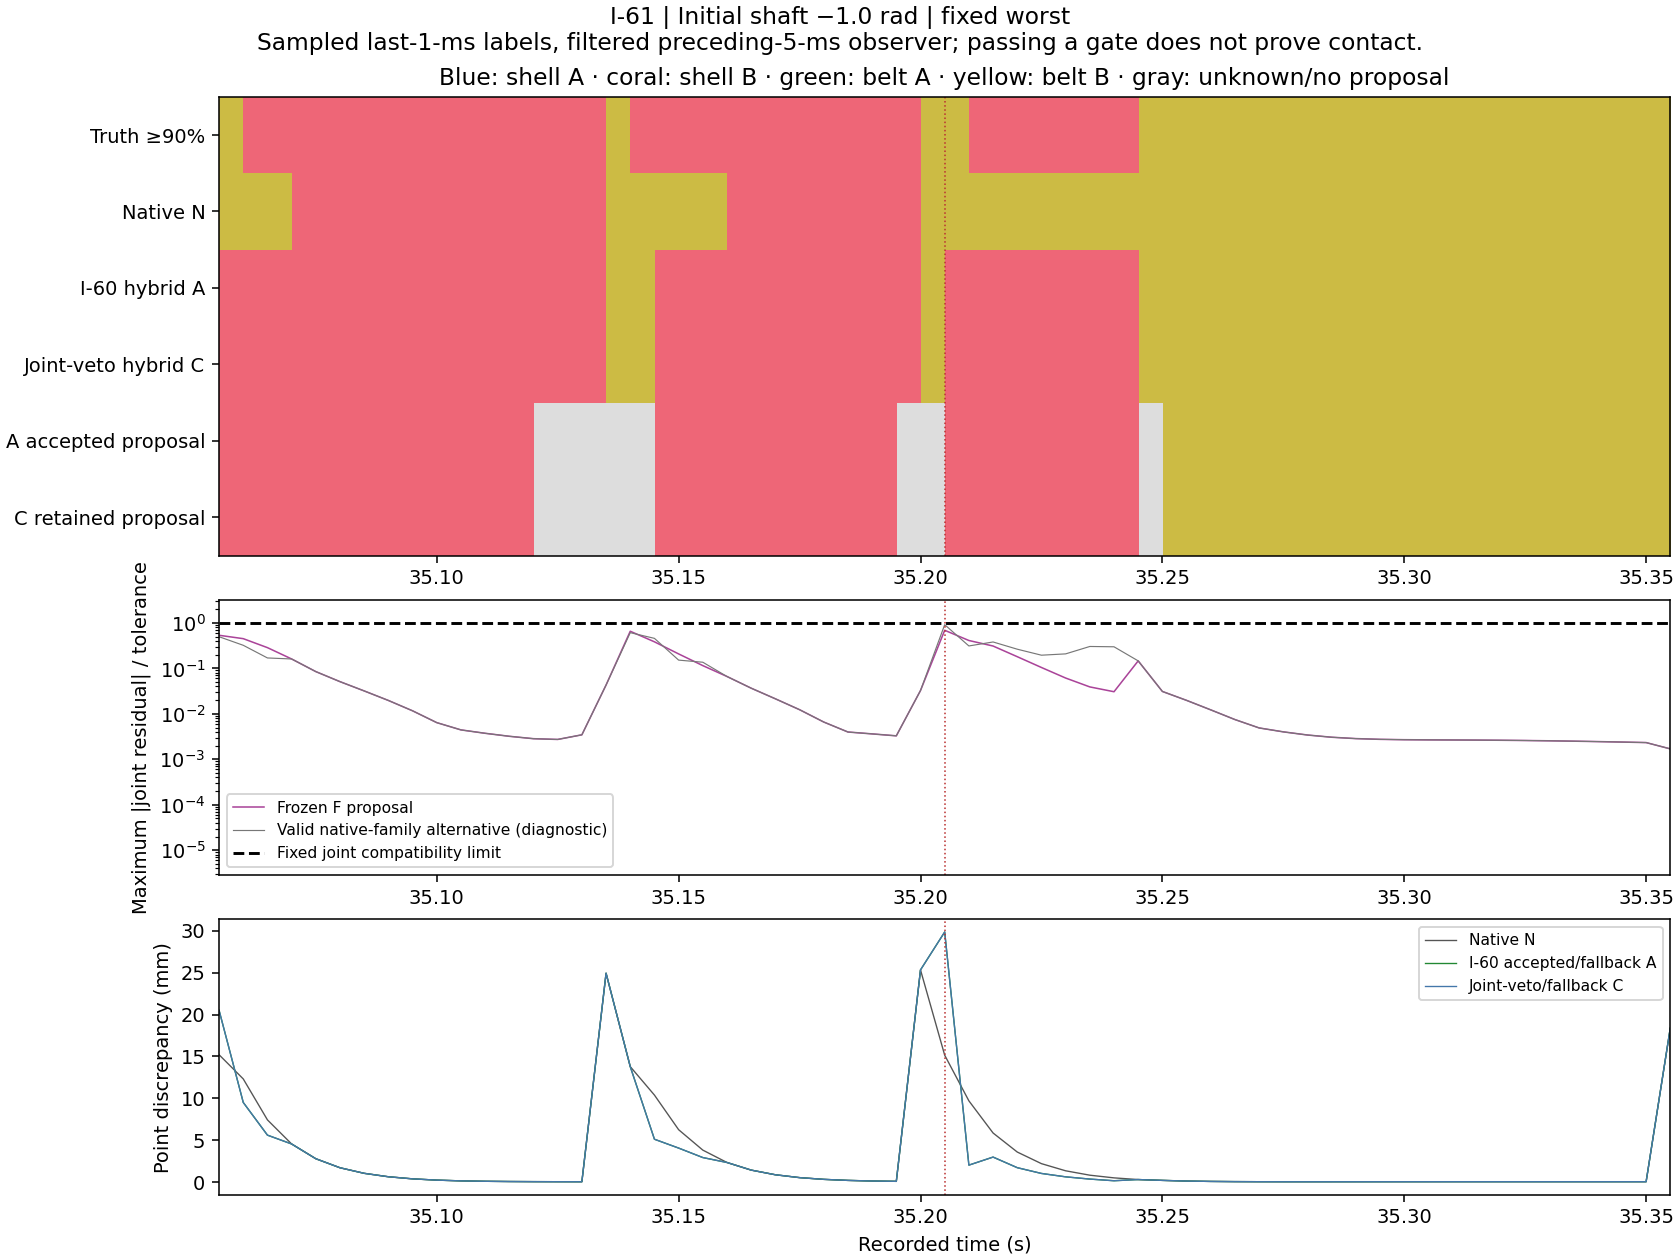 I-61 | Initial shaft −1.0 rad | fixed worst
Sampled last-1-ms labels, filtered preceding-5-ms observer; passing a gate does not prove contact.
Blue: shell A · coral: shell B · green: belt A · yellow: belt B · gray: unknown/no proposal
Truth ≥90%
Native N
I-60 hybrid A
Joint-veto hybrid C
A accepted proposal
C retained proposal
35.10 35.15 35.20 35.25 35.30 35.35
Maximum |joint residual| / tolerance
10⁰
10⁻¹
10⁻²
10⁻³
10⁻⁴
10⁻⁵
Frozen F proposal
Valid native-family alternative (diagnostic)
Fixed joint compatibility limit
35.10 35.15 35.20 35.25 35.30 35.35
Point discrepancy (mm)
30
25
20
15
10
5
0
Native N
I-60 accepted/fallback A
Joint-veto/fallback C
35.10 35.15 35.20 35.25 35.30 35.35
Recorded time (s)